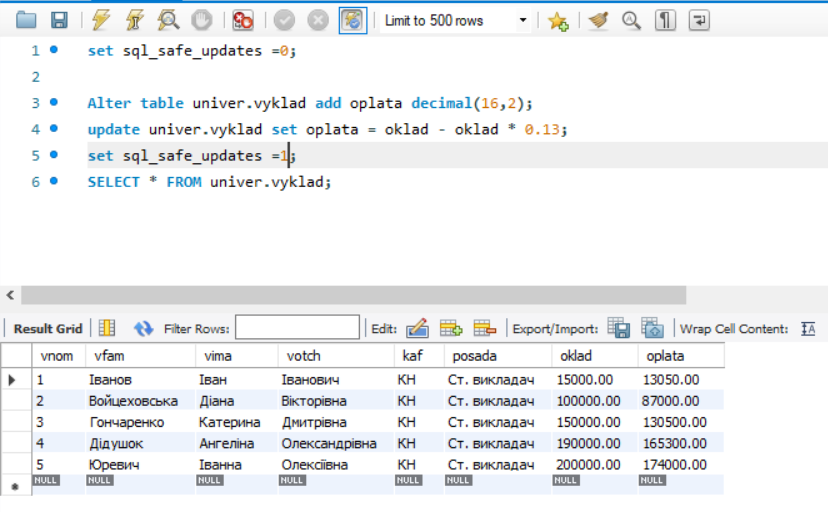 Limit to 500 rows
1 set sql_safe_updates =0;
2
3 Alter table univer.vyklad add oplata decimal(16,2);
4 update univer.vyklad set oplata = oklad - oklad * 0.13;
5 set sql_safe_updates =1;
6 SELECT * FROM univer.vyklad;
Result Grid Filter Rows: Edit: Export/Import: Wrap Cell Content:
vnom vfam vima votch kaf posada oklad oplata
1 Іванов Іван Іванович КН Ст. викладач 15000.00 13050.00
2 Войцеховська Діана Вікторівна КН Ст. викладач 100000.00 87000.00
3 Гончаренко Катерина Дмитрівна КН Ст. викладач 150000.00 130500.00
4 Дідушок Ангеліна Олександрівна КН Ст. викладач 190000.00 165300.00
5 Юревич Іванна Олексіївна КН Ст. викладач 200000.00 174000.00
NULL NULL NULL NULL NULL NULL NULL NULL